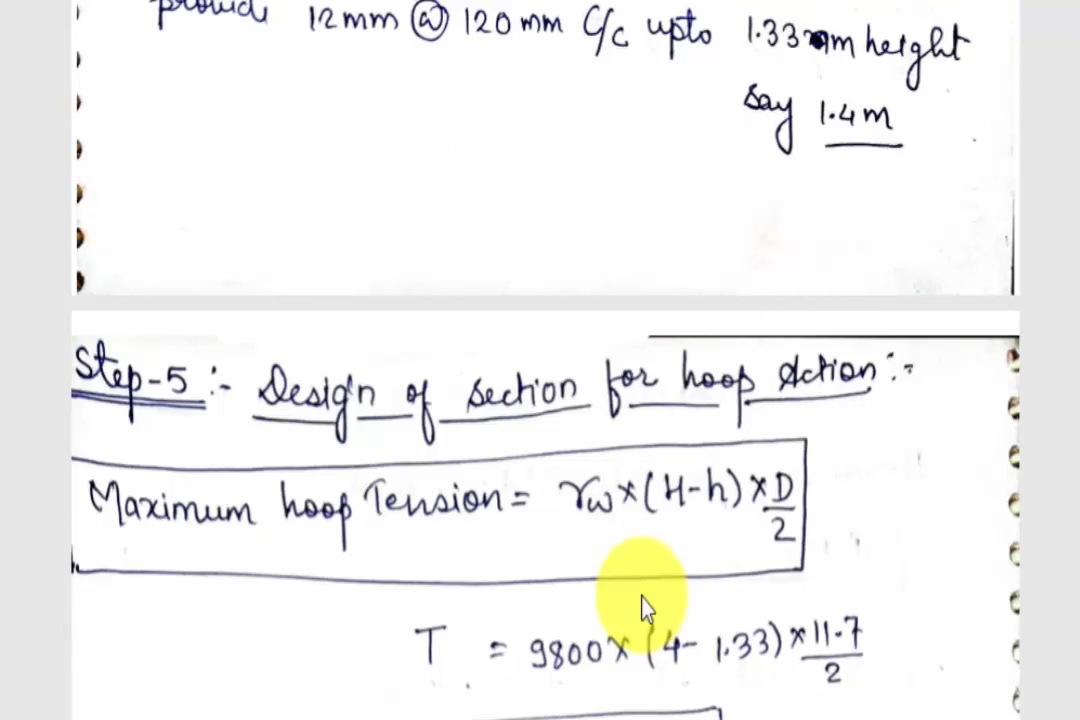 provide 12mm @ 120mm C/c upto 1.33m height
say 1.4m
Step-5 :- Design of section for hoop Action :-
Maximum hoop Tension = γw × (H-h) × D/2
T = 9800 × (4 - 1.33) × 11.7/2